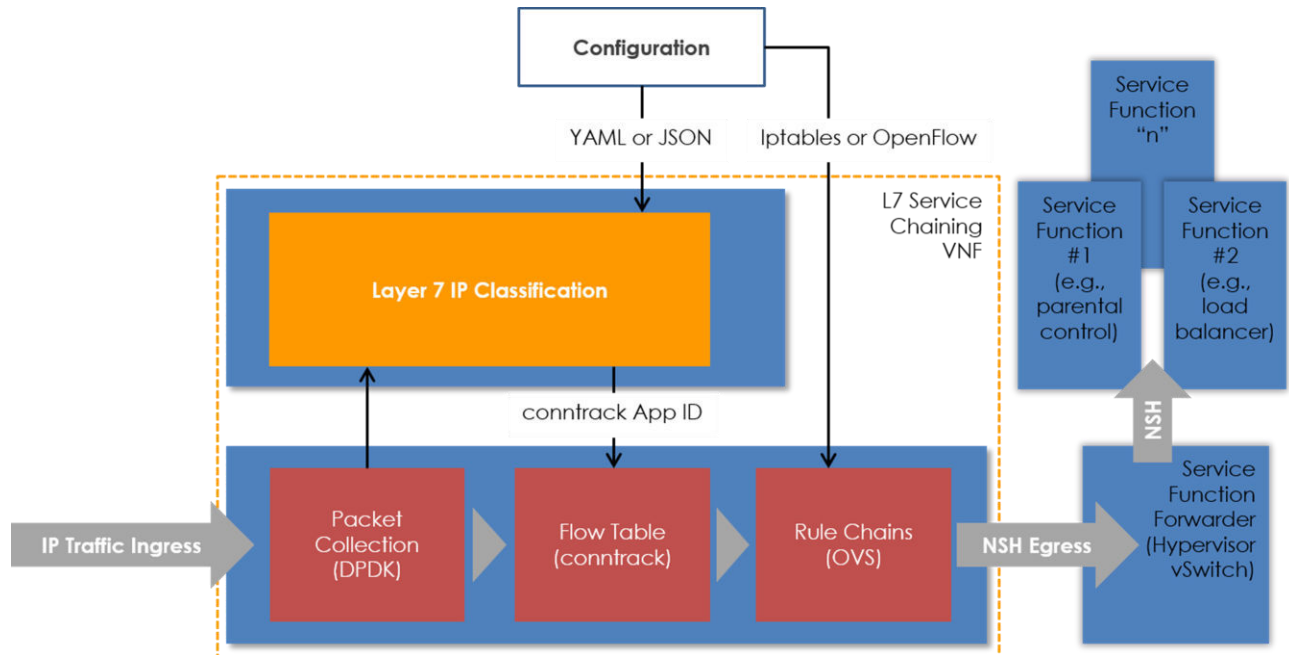 Configuration
YAML or JSON
Iptables or OpenFlow
L7 Service
Chaining
VNF
Layer 7 IP Classification
conntrack App ID
IP Traffic Ingress
Packet
Collection
(DPDK)
Flow Table
(conntrack)
Rule Chains
(OVS)
NSH Egress
Service
Function
Forwarder
(Hypervisor
vSwitch)
NSH
Service
Function
#1
(e.g.,
parental
control)
Service
Function
#2
(e.g.,
load
balancer)
Service
Function
“n”